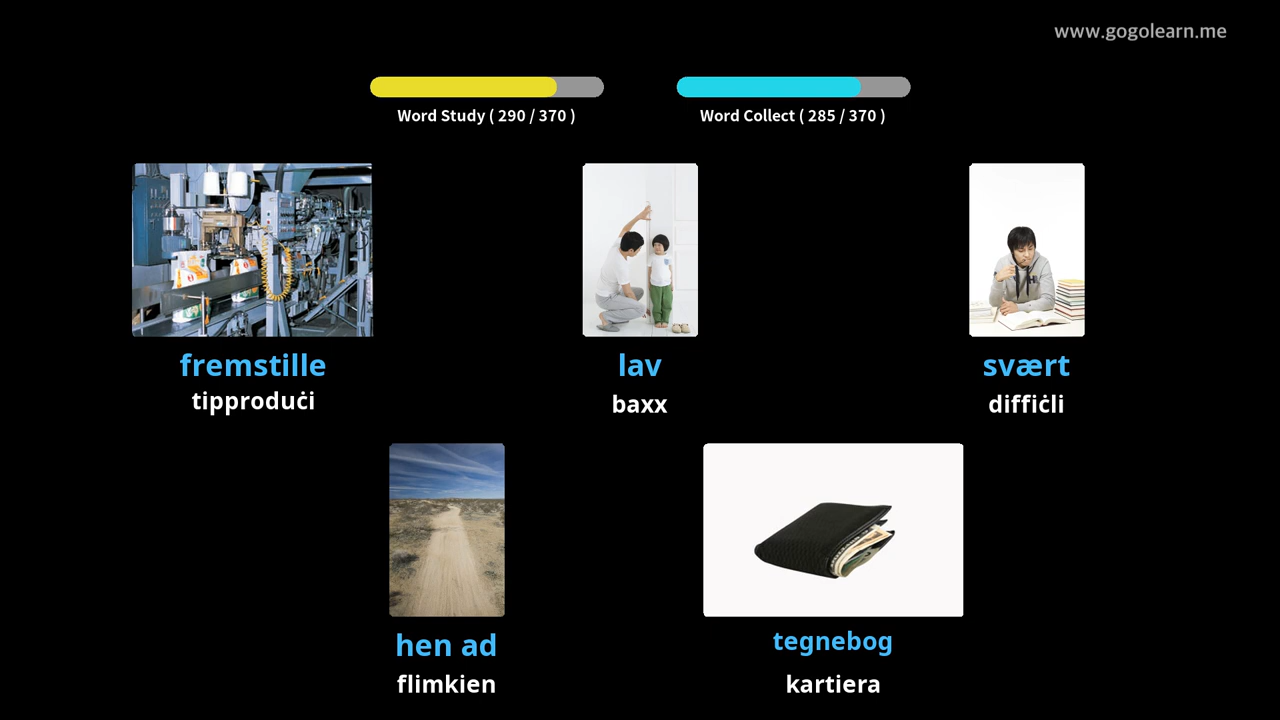 www.gogolearn.me
Word Study ( 290 / 370 )
Word Collect ( 285 / 370 )
fremstille
tipproduċi
lav
baxx
svært
diffiċli
hen ad
flimkien
tegnebog
kartiera